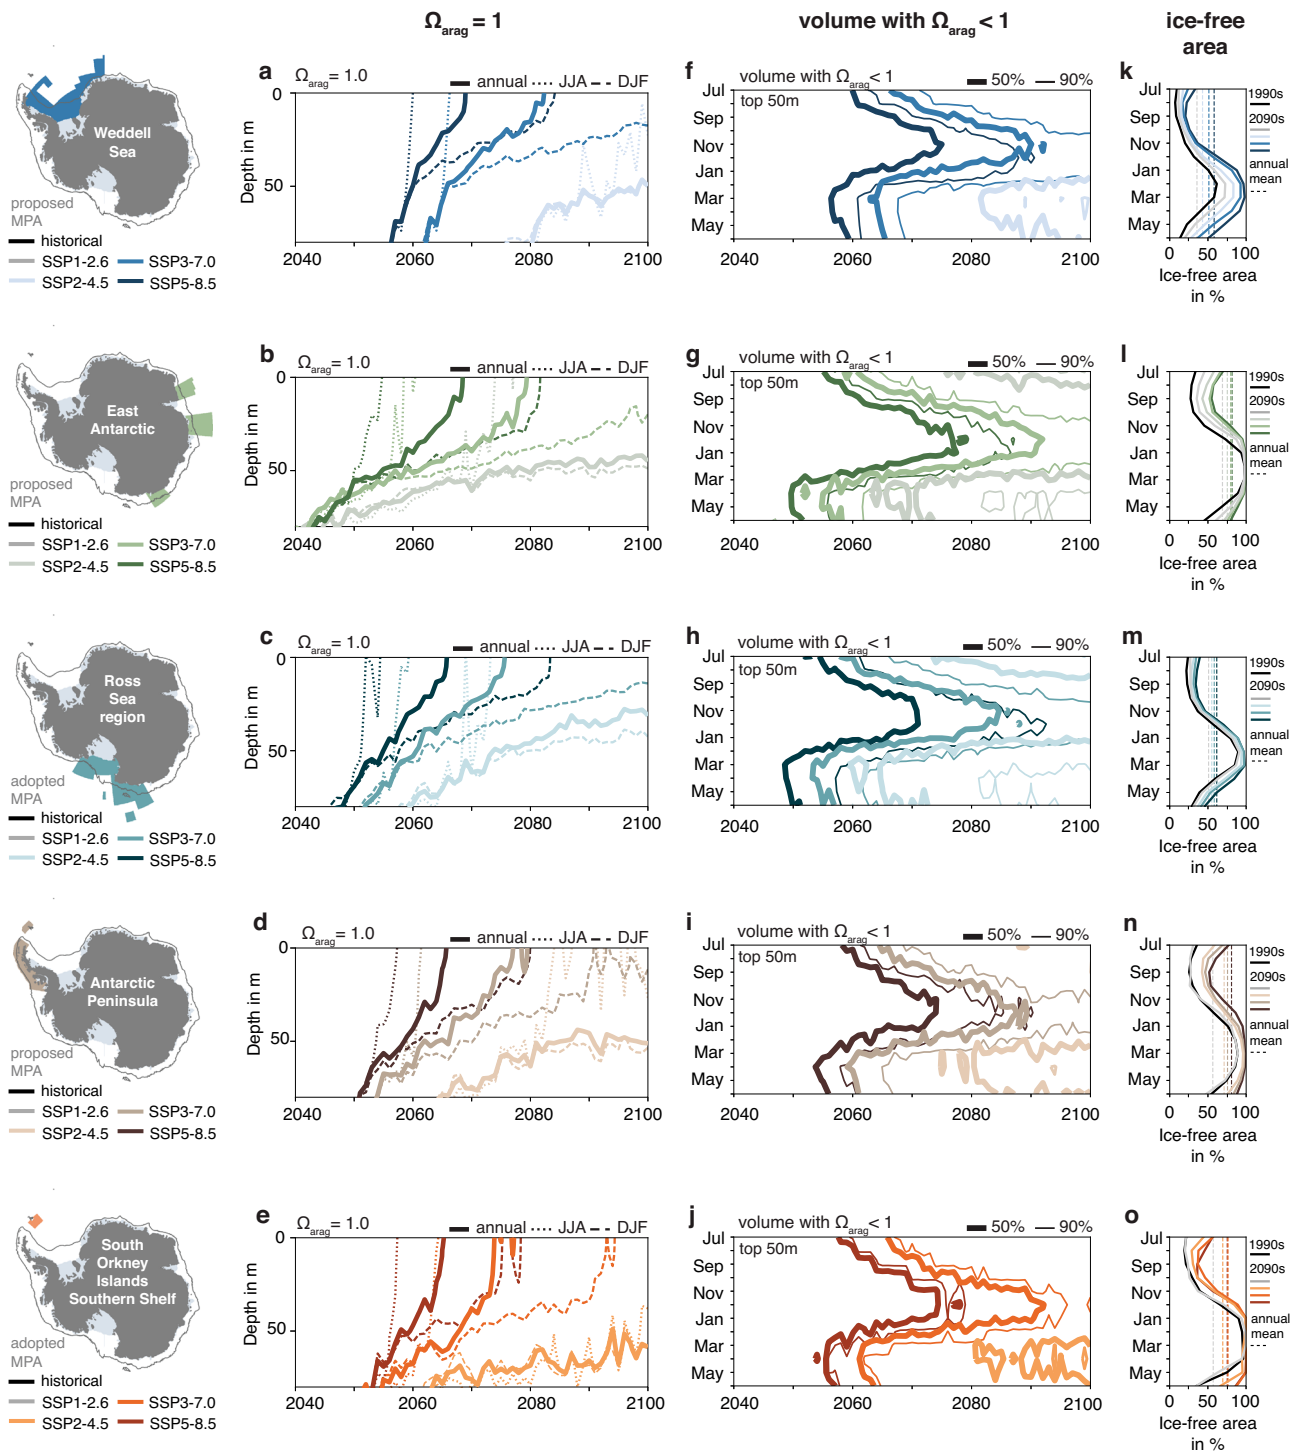 Ωarag = 1
volume with Ωarag < 1
ice-free
area
Weddell
Sea
proposed
MPA
historical
SSP1-2.6
SSP3-7.0
SSP2-4.5
SSP5-8.5
a
Ωarag = 1.0
annual
JJA
DJF
0
50
Depth in m
2040
2060
2080
2100
f
volume with Ωarag < 1
50%
90%
top 50m
Jul
Sep
Nov
Jan
Mar
May
2040
2060
2080
2100
k
Jul
Sep
Nov
Jan
Mar
May
1990s
2090s
annual
mean
0
50
100
Ice-free area
in %
East
Antarctic
proposed
MPA
historical
SSP1-2.6
SSP3-7.0
SSP2-4.5
SSP5-8.5
b
Ωarag = 1.0
annual
JJA
DJF
0
50
Depth in m
2040
2060
2080
2100
g
volume with Ωarag < 1
50%
90%
top 50m
Jul
Sep
Nov
Jan
Mar
May
2040
2060
2080
2100
l
Jul
Sep
Nov
Jan
Mar
May
1990s
2090s
annual
mean
0
50
100
Ice-free area
in %
Ross
Sea
region
adopted
MPA
historical
SSP1-2.6
SSP3-7.0
SSP2-4.5
SSP5-8.5
c
Ωarag = 1.0
annual
JJA
DJF
0
50
Depth in m
2040
2060
2080
2100
h
volume with Ωarag < 1
50%
90%
top 50m
Jul
Sep
Nov
Jan
Mar
May
2040
2060
2080
2100
m
Jul
Sep
Nov
Jan
Mar
May
1990s
2090s
annual
mean
0
50
100
Ice-free area
in %
Antarctic
Peninsula
proposed
MPA
historical
SSP1-2.6
SSP3-7.0
SSP2-4.5
SSP5-8.5
d
Ωarag = 1.0
annual
JJA
DJF
0
50
Depth in m
2040
2060
2080
2100
i
volume with Ωarag < 1
50%
90%
top 50m
Jul
Sep
Nov
Jan
Mar
May
2040
2060
2080
2100
n
Jul
Sep
Nov
Jan
Mar
May
1990s
2090s
annual
mean
0
50
100
Ice-free area
in %
South
Orkney
Islands
Southern Shelf
adopted
MPA
historical
SSP1-2.6
SSP3-7.0
SSP2-4.5
SSP5-8.5
e
Ωarag = 1.0
annual
JJA
DJF
0
50
Depth in m
2040
2060
2080
2100
j
volume with Ωarag < 1
50%
90%
top 50m
Jul
Sep
Nov
Jan
Mar
May
2040
2060
2080
2100
o
Jul
Sep
Nov
Jan
Mar
May
1990s
2090s
annual
mean
0
50
100
Ice-free area
in %